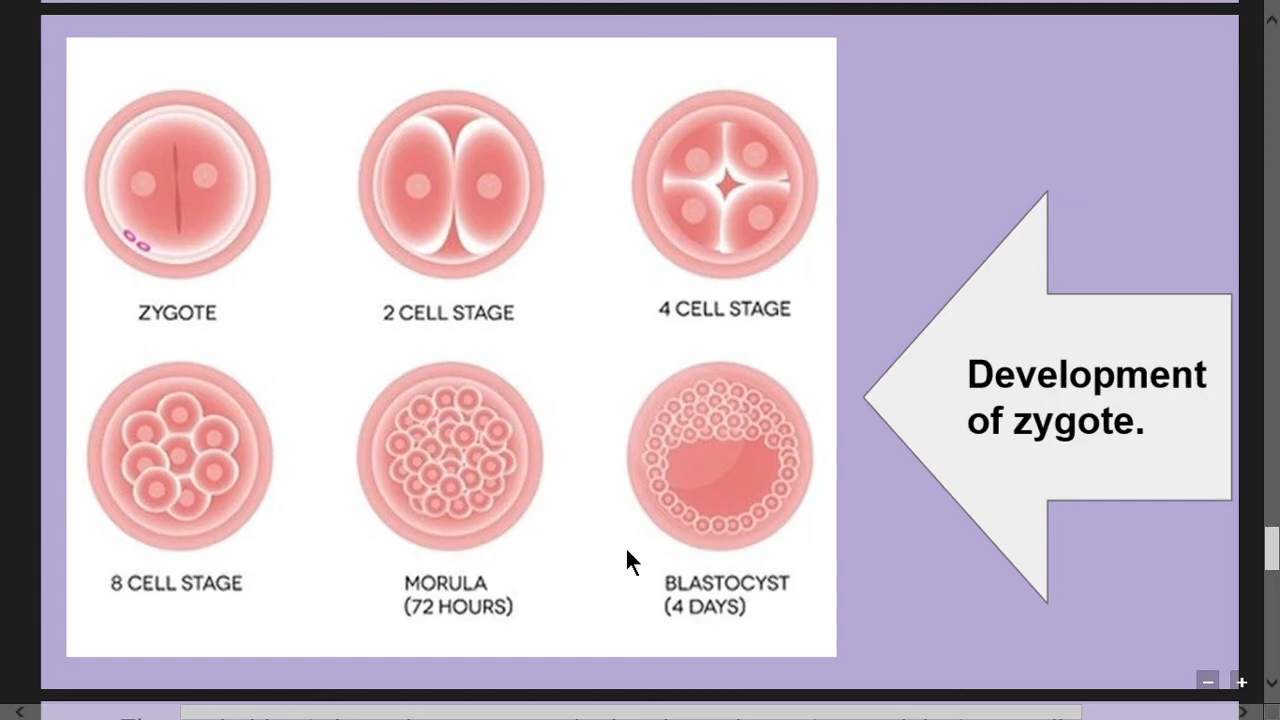 ZYGOTE
2 CELL STAGE
4 CELL STAGE
8 CELL STAGE
MORULA
(72 HOURS)
BLASTOCYST
(4 DAYS)
Development
of zygote.